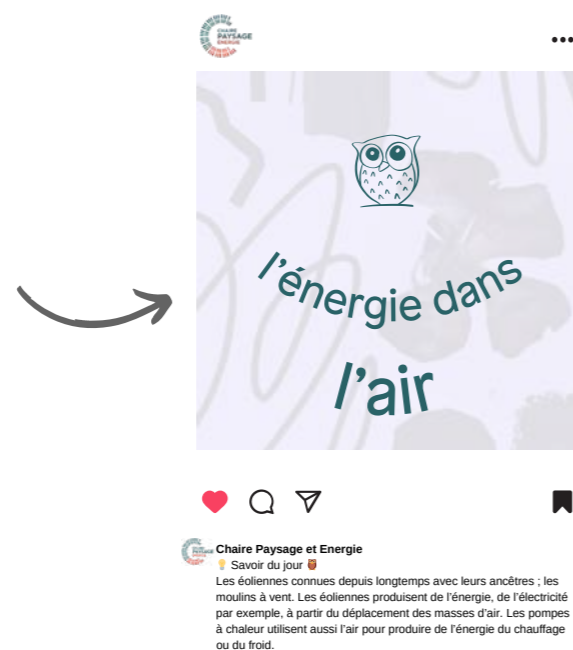 CHAIRE
PAYSAGE
ENERGIE
l’énergie dans
l’air
Chaire Paysage et Energie
Savoir du jour
Les éoliennes connues depuis longtemps avec leurs ancêtres ; les
moulins à vent. Les éoliennes produisent de l’énergie, de l’électricité
par exemple, à partir du déplacement des masses d’air. Les pompes
à chaleur utilisent aussi l’air pour produire de l’énergie du chauffage
ou du froid.